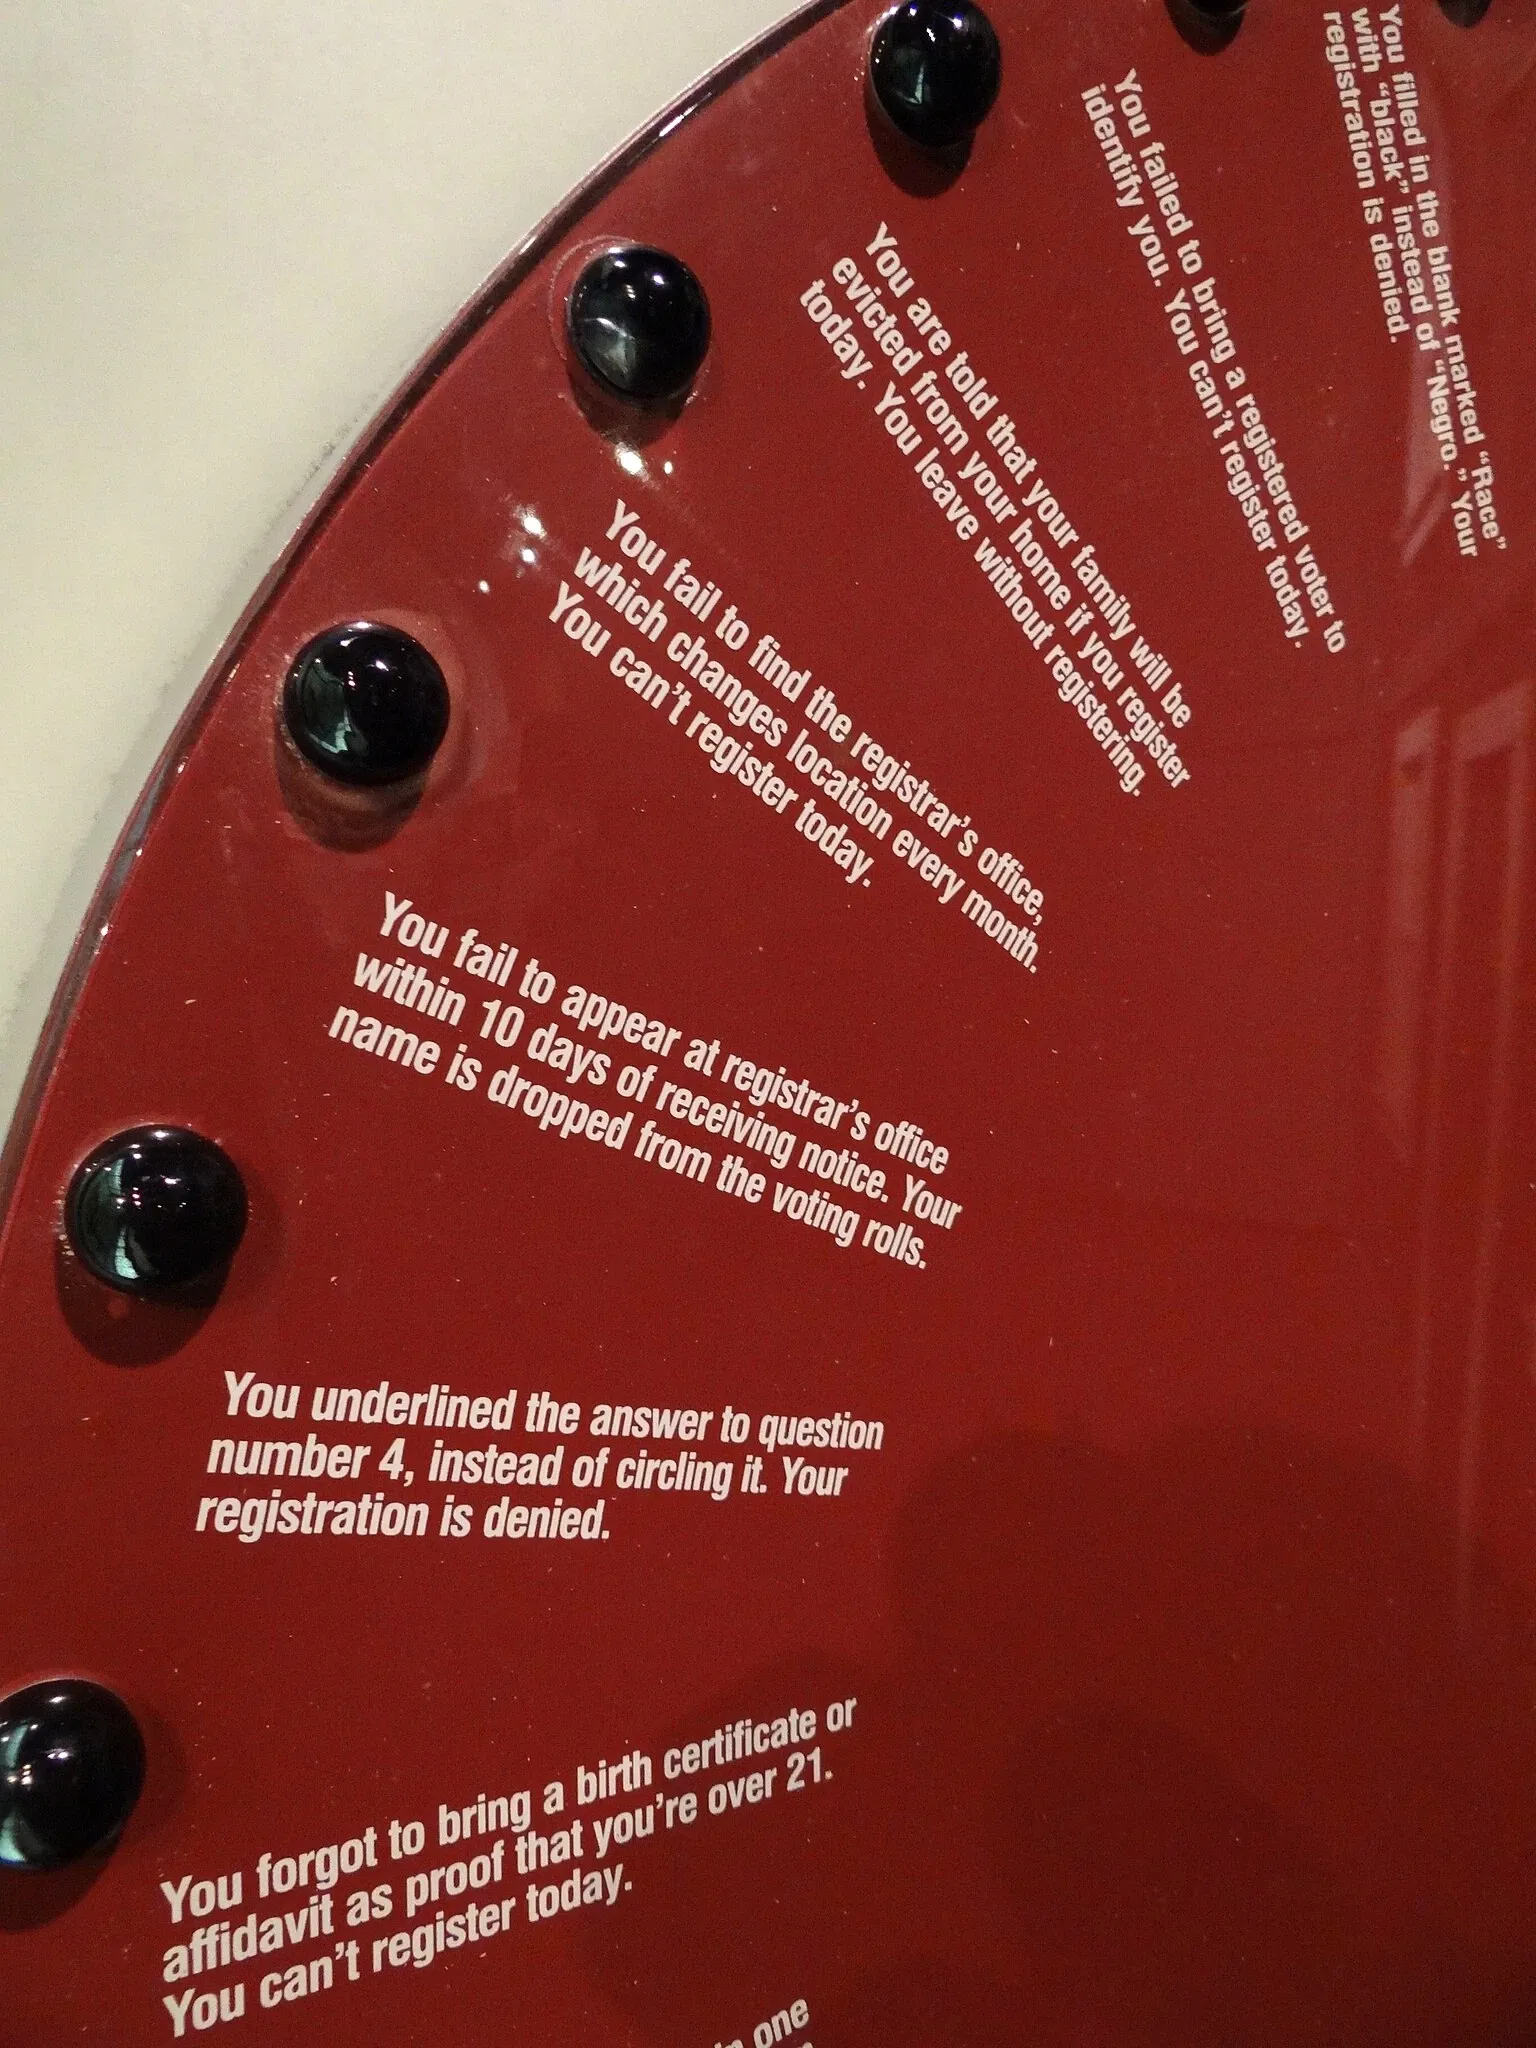 You filled in the blank marked “Race”
with “black” instead of “Negro.” Your
registration is denied.
You failed to bring a registered voter to
identify you. You can’t register today.
You are told that your family will be
evicted from your home if you register
today. You leave without registering.
You fail to find the registrar’s office,
which changes location every month.
You can’t register today.
You fail to appear at registrar’s office
within 10 days of receiving notice. Your
name is dropped from the voting rolls.
You underlined the answer to question
number 4, instead of circling it. Your
registration is denied.
You forgot to bring a birth certificate or
affidavit as proof that you’re over 21.
You can’t register today.
one